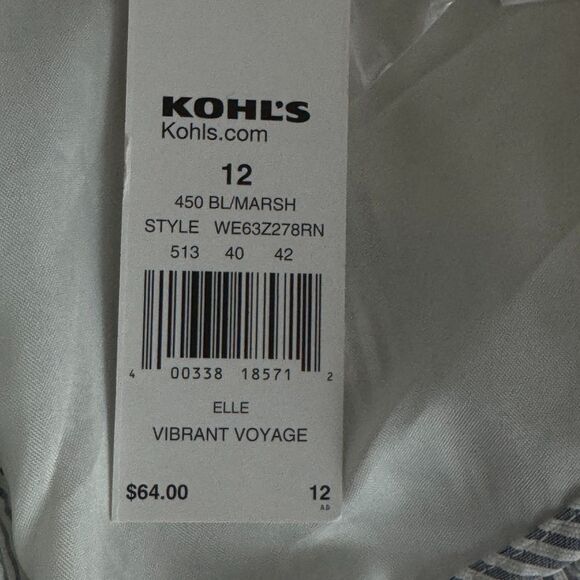 KOHL'S
Kohls.com
12
450 BL/MARSH
STYLE WE63Z278RN
513 40 42
4 00338 18571 2
ELLE
VIBRANT VOYAGE
$64.00 12
AD